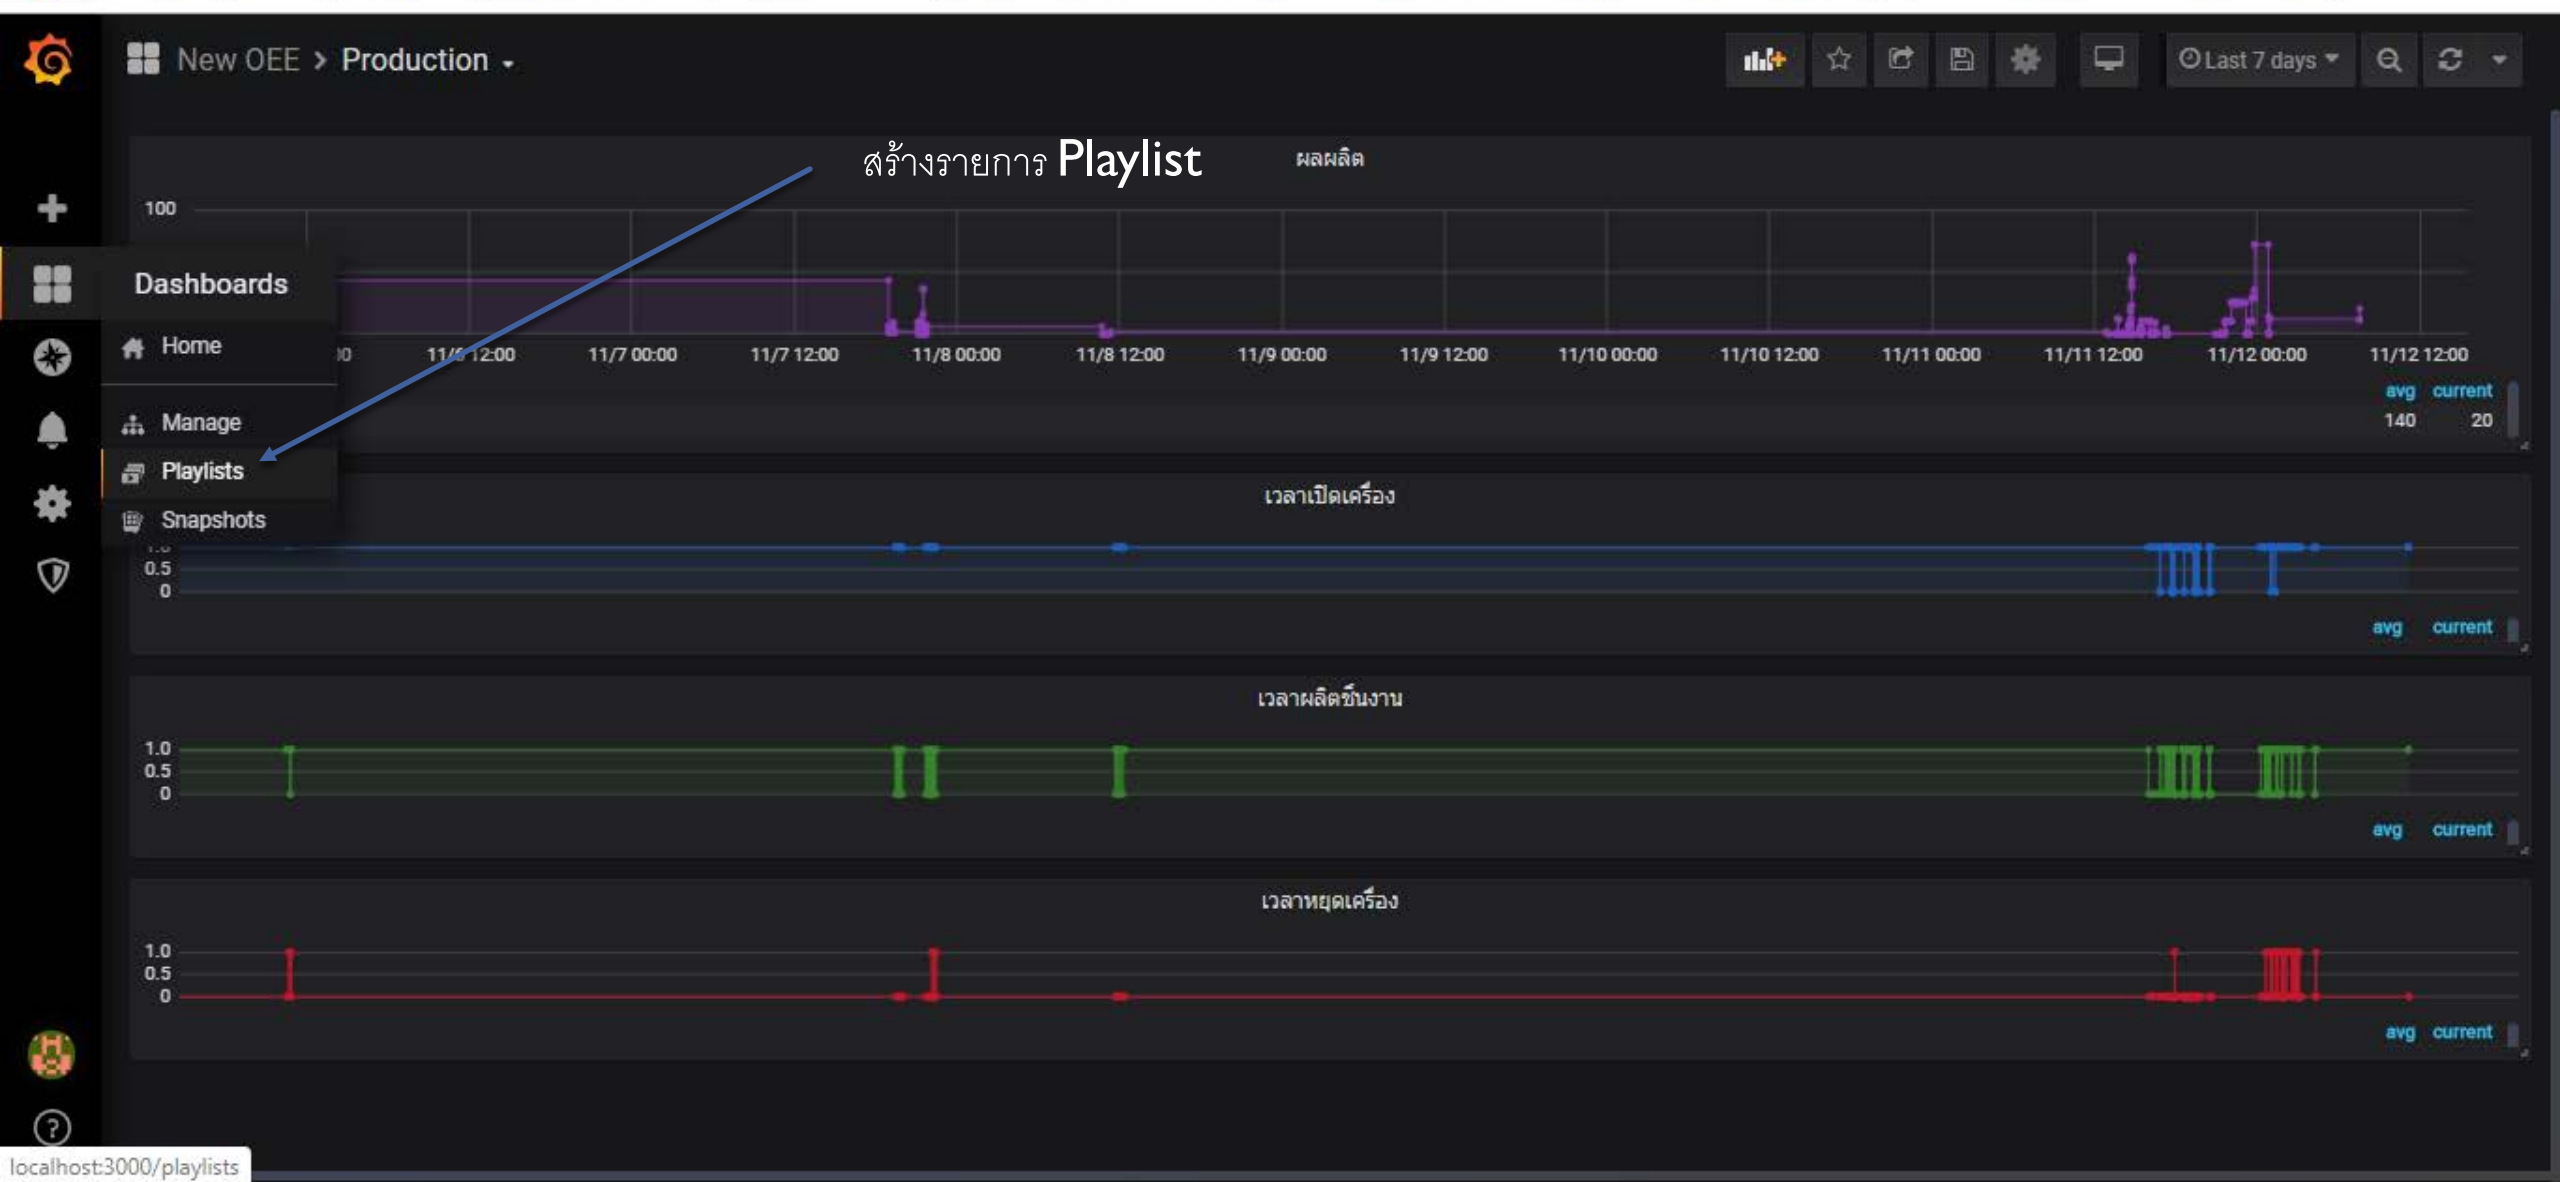 New OEE > Production
Last 7 days
สร้างรายการ Playlist
ผลผลิต
100
Dashboards
Home
Manage
Playlists
Snapshots
11/6 12:00 11/7 00:00 11/7 12:00 11/8 00:00 11/8 12:00 11/9 00:00 11/9 12:00 11/10 00:00 11/10 12:00 11/11 00:00 11/11 12:00 11/12 00:00 11/12 12:00
avg current
140 20
เวลาเปิดเครื่อง
0.5
0
avg current
เวลาผลิตชิ้นงาน
1.0
0.5
0
avg current
เวลาหยุดเครื่อง
1.0
0.5
0
avg current
localhost:3000/playlists